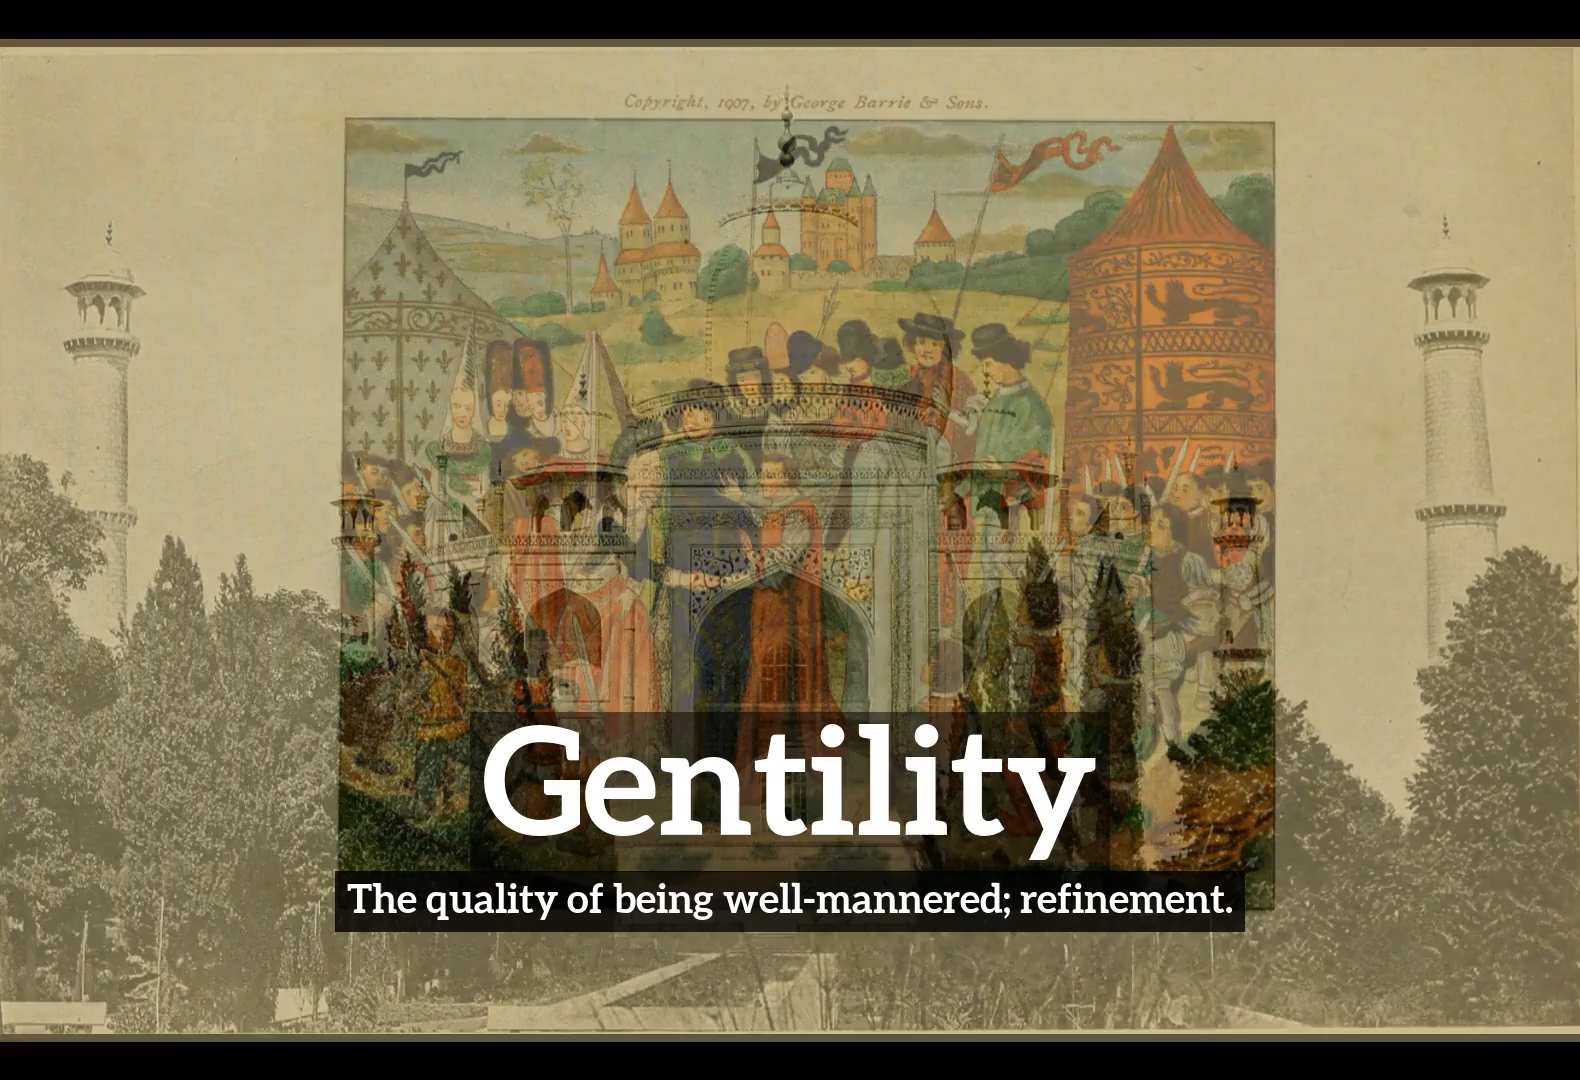 Copyright, 1907, by George Barrie & Sons.
Gentility
The quality of being well-mannered; refinement.